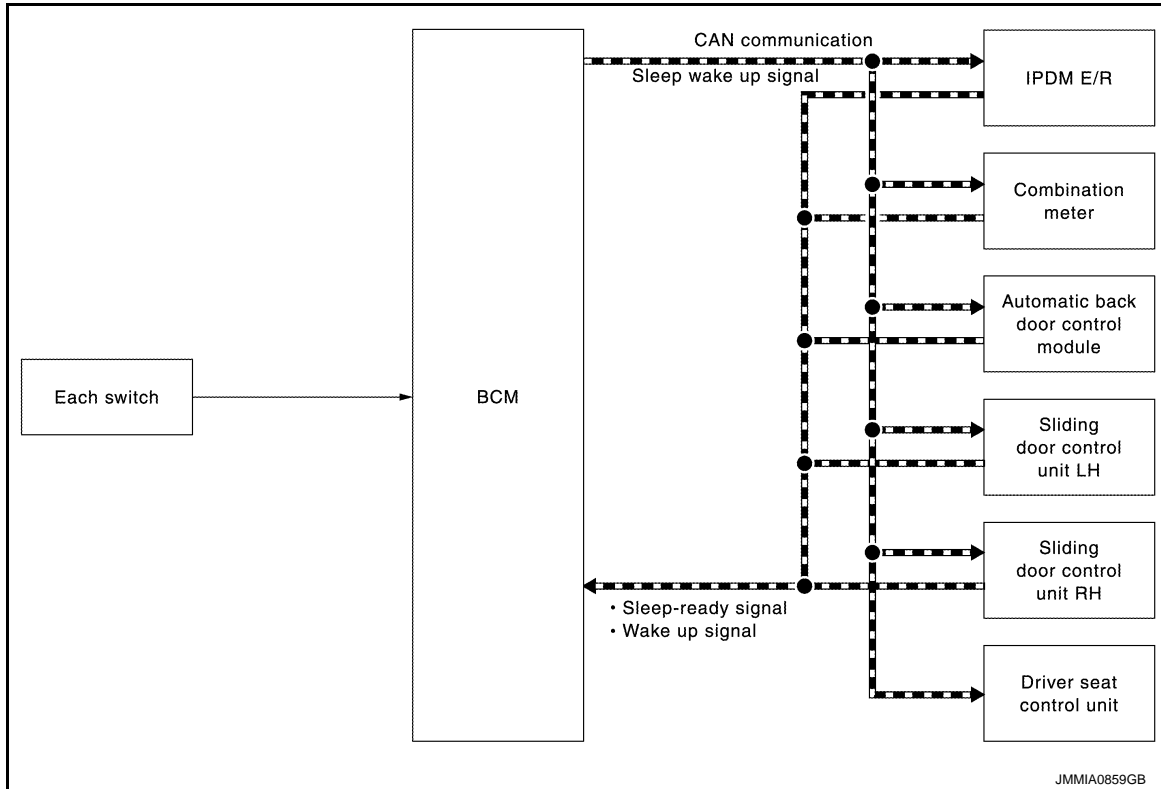 CAN communication
Sleep wake up signal
IPDM E/R
Combination
meter
Automatic back
door control
module
Each switch
BCM
Sliding
door control
unit LH
Sliding
door control
unit RH
• Sleep-ready signal
• Wake up signal
Driver seat
control unit
JMMIA0859GB